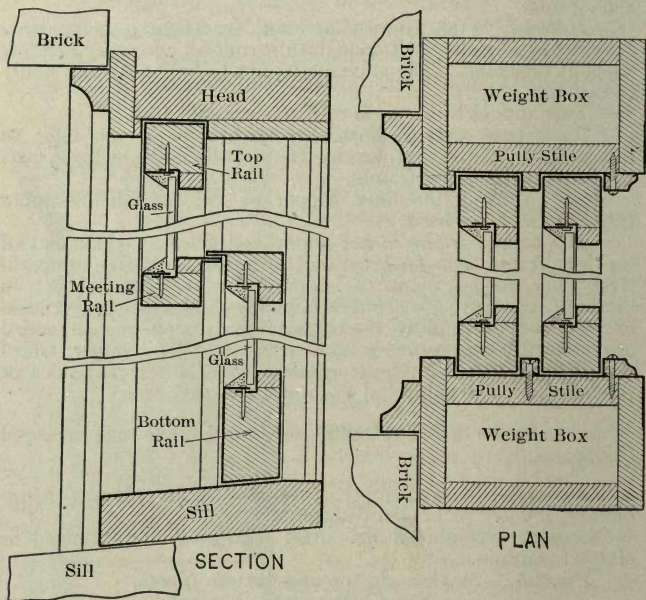 Brick
Head
Top
Rail
Glass
Meeting
Rail
Glass
Bottom
Rail
Sill
Sill
SECTION
Brick
Weight Box
Pully Stile
Pully Stile
Weight Box
Brick
PLAN